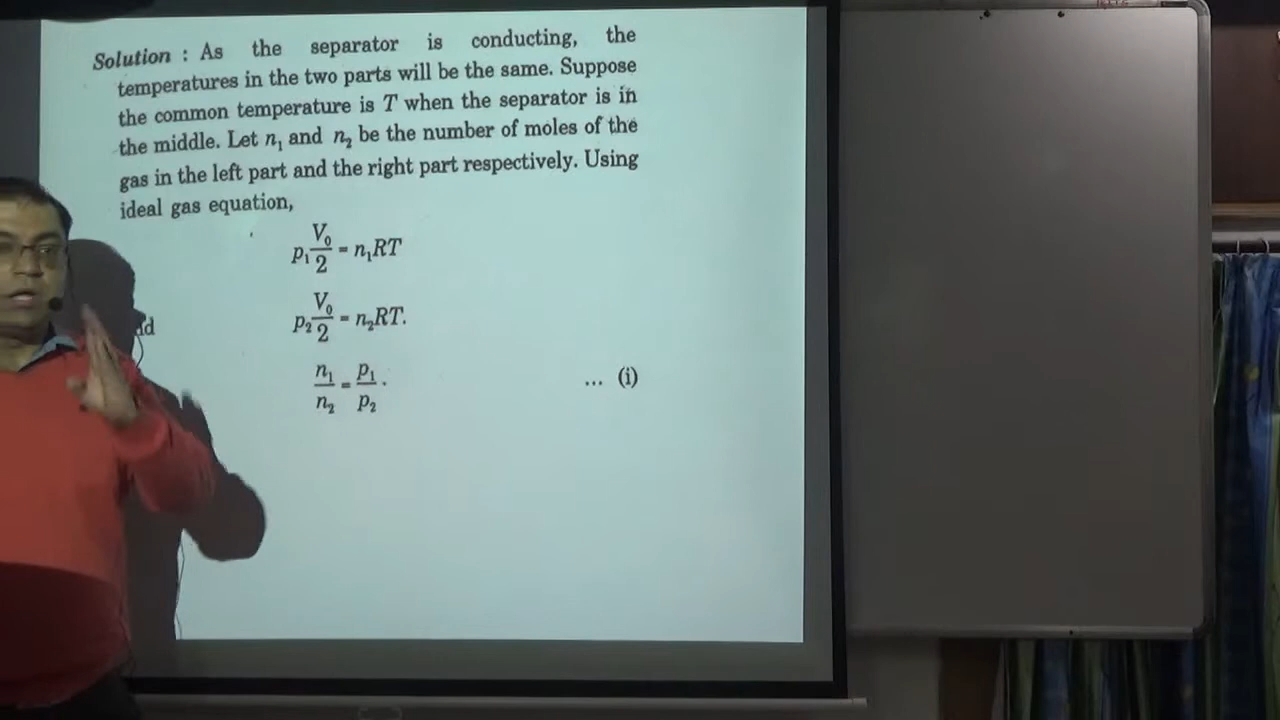 Solution : As the separator is conducting, the
temperatures in the two parts will be the same. Suppose
the common temperature is T when the separator is in
the middle. Let n₁ and n₂ be the number of moles of the
gas in the left part and the right part respectively. Using
ideal gas equation,
p₁ V₀/2 = n₁RT
p₂ V₀/2 = n₂RT.
n₁/n₂ = p₁/p₂ . ... (i)